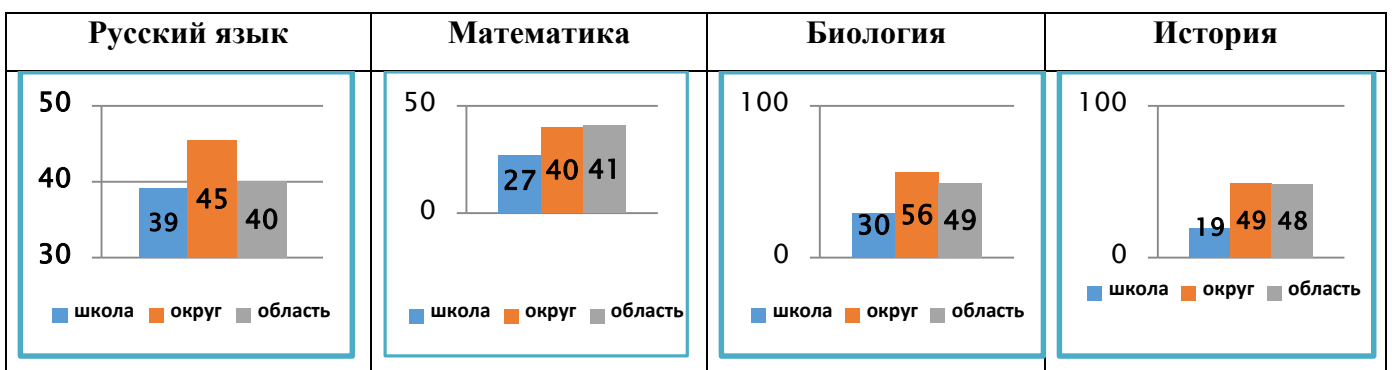 Русский язык
Математика
Биология
История
50
40
30
39
45
40
школа округ область
50
0
27
40
41
школа округ область
100
0
30
56
49
школа округ область
100
0
19
49
48
школа округ область